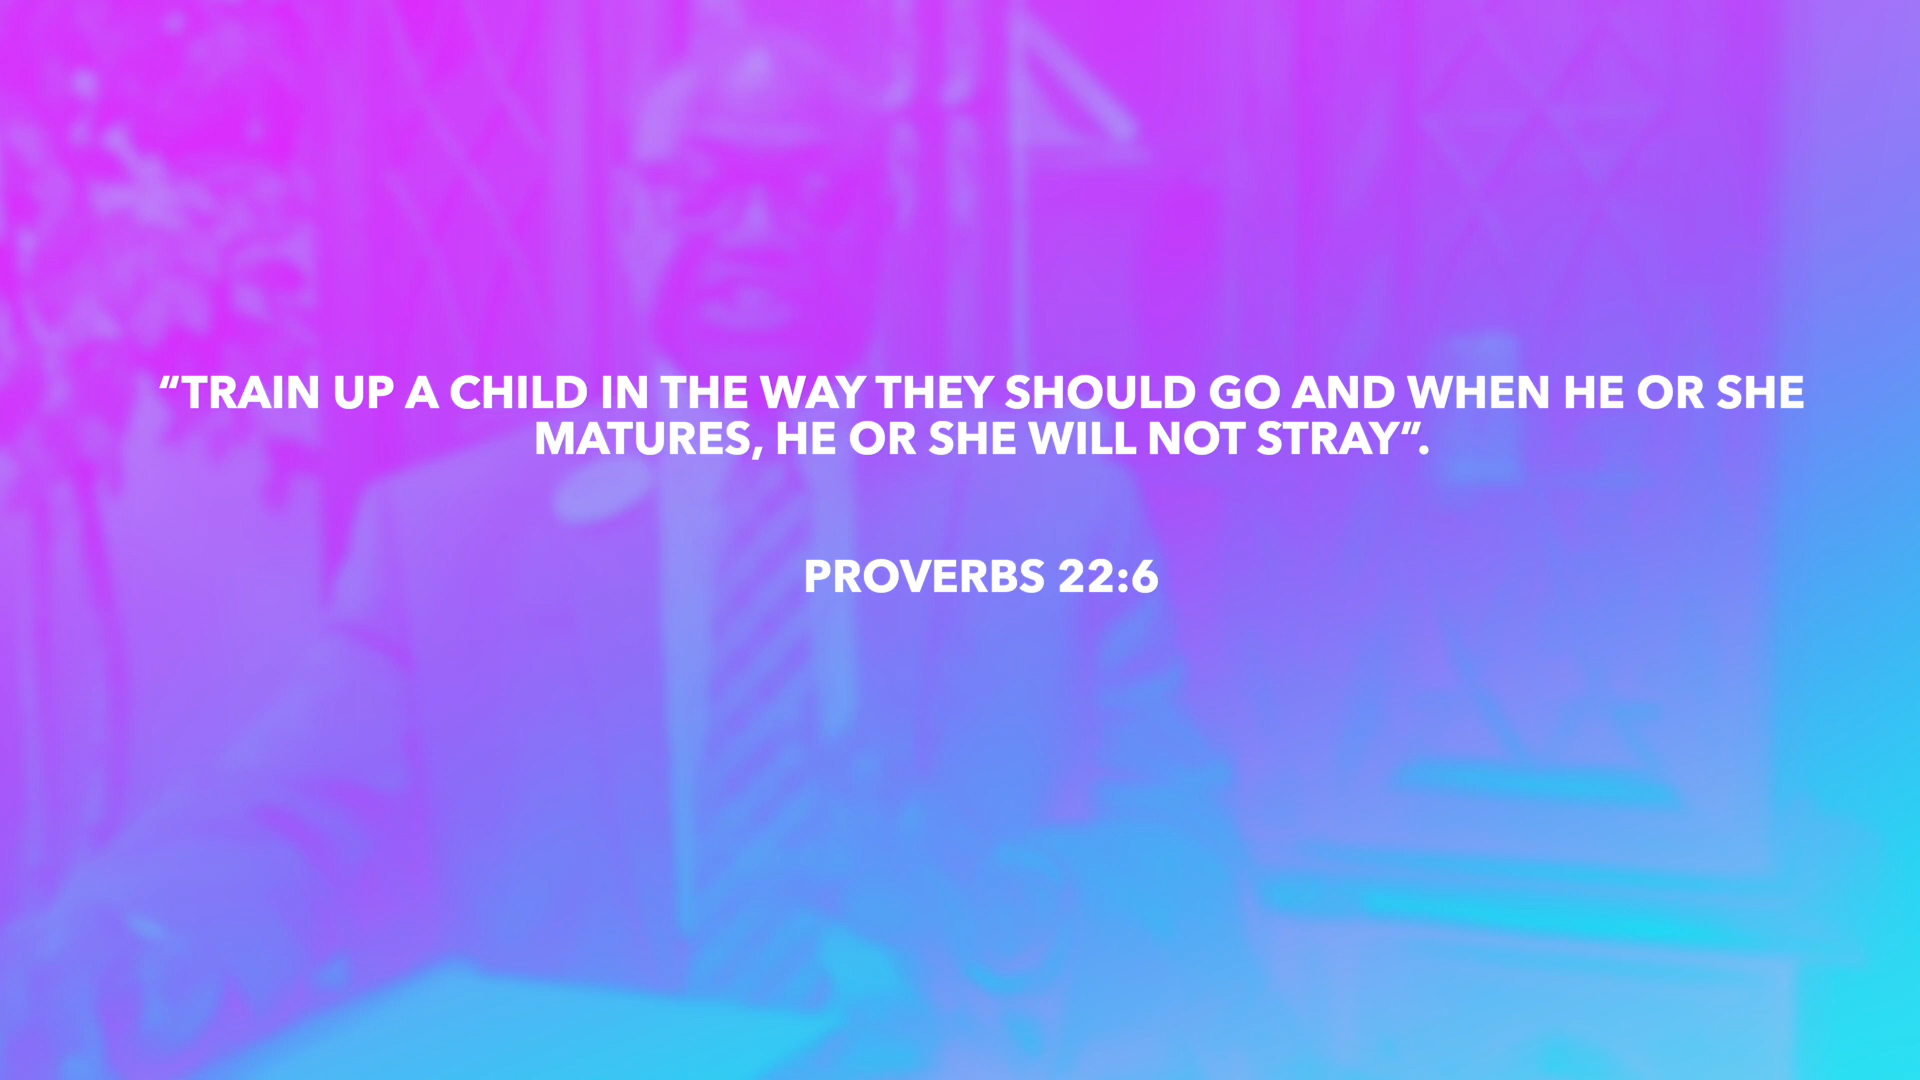 “TRAIN UP A CHILD IN THE WAY THEY SHOULD GO AND WHEN HE OR SHE
MATURES, HE OR SHE WILL NOT STRAY”.
PROVERBS 22:6